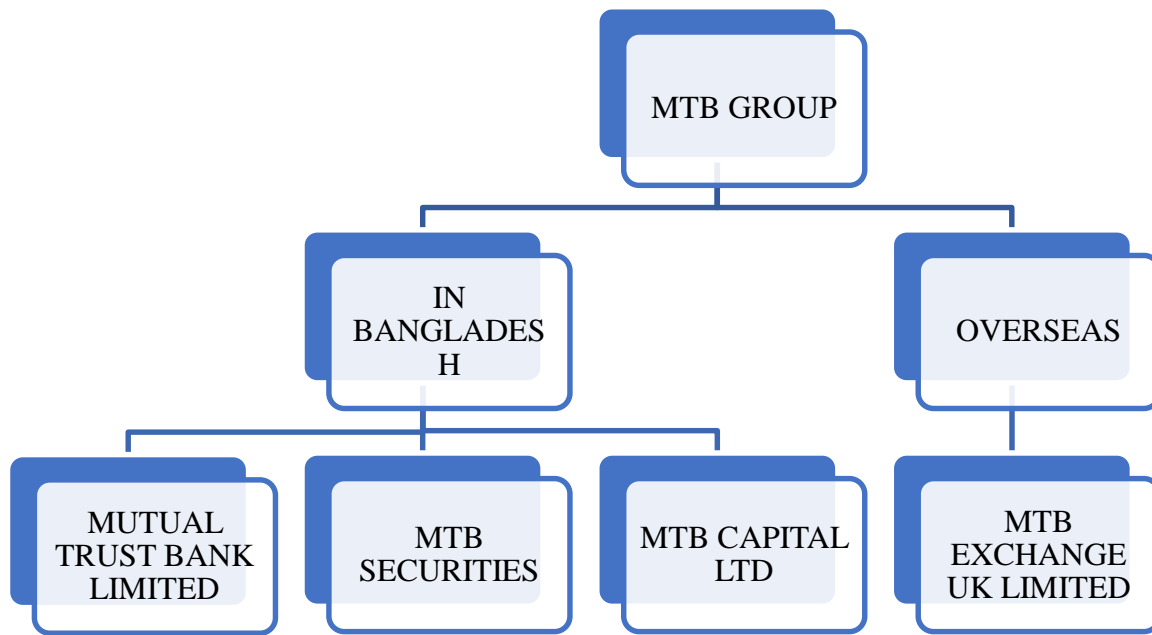 MTB GROUP
IN
BANGLADES
H
OVERSEAS
MUTUAL
TRUST BANK
LIMITED
MTB
SECURITIES
MTB CAPITAL
LTD
MTB
EXCHANGE
UK LIMITED